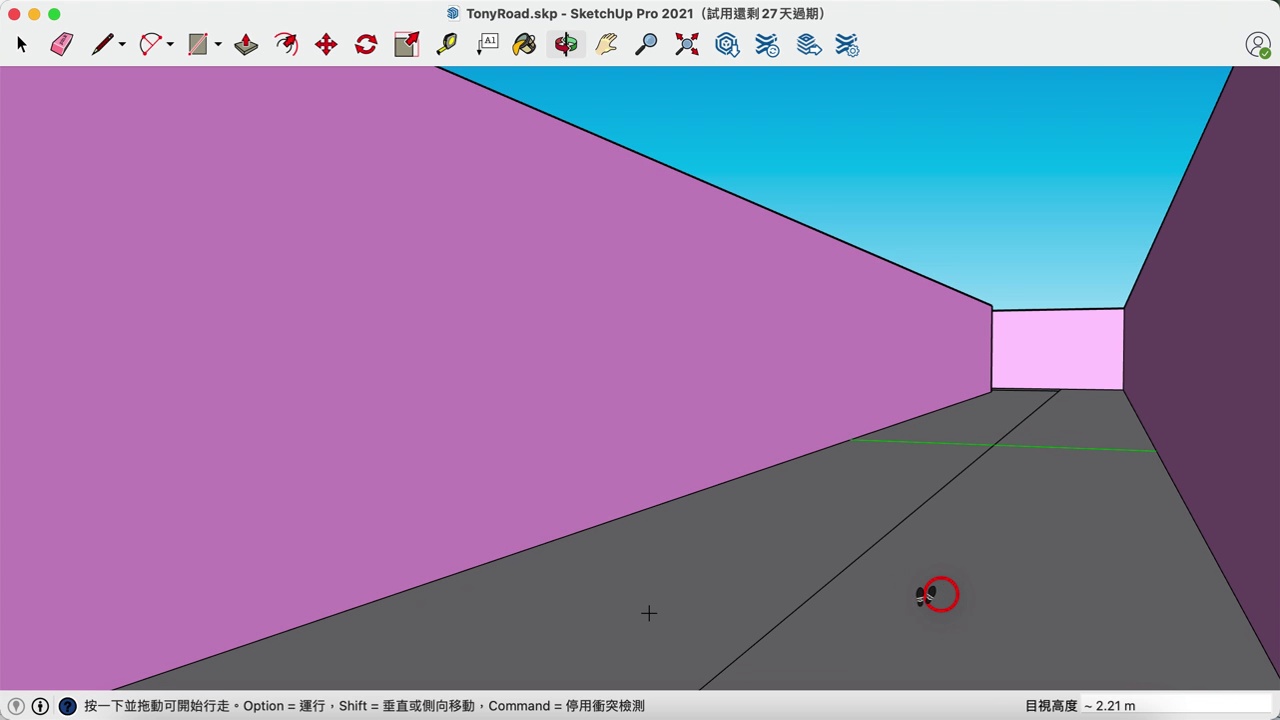 TonyRoad.skp - SketchUp Pro 2021（試用還剩 27 天過期）
A1
按一下並拖動可開始行走。Option = 運行，Shift = 垂直或側向移動，Command = 停用衝突檢測
目視高度 ~ 2.21 m